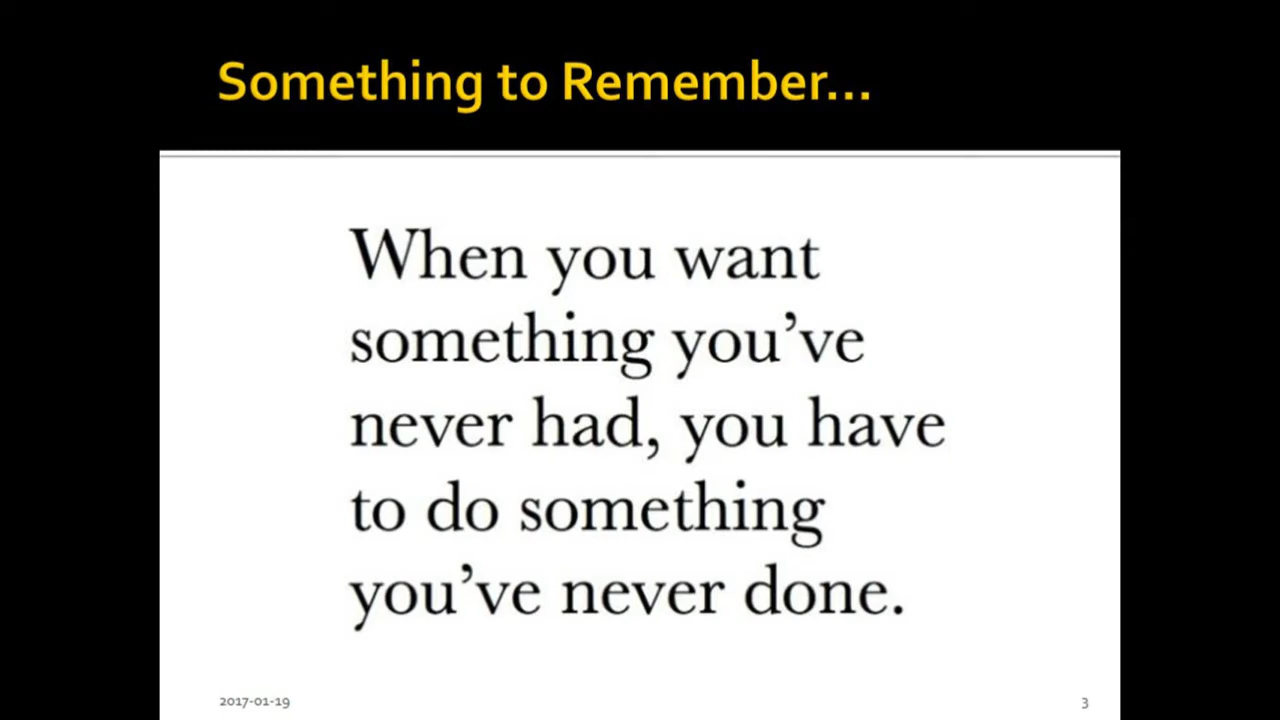 Something to Remember...
When you want
something you’ve
never had, you have
to do something
you’ve never done.
2017-01-19
3